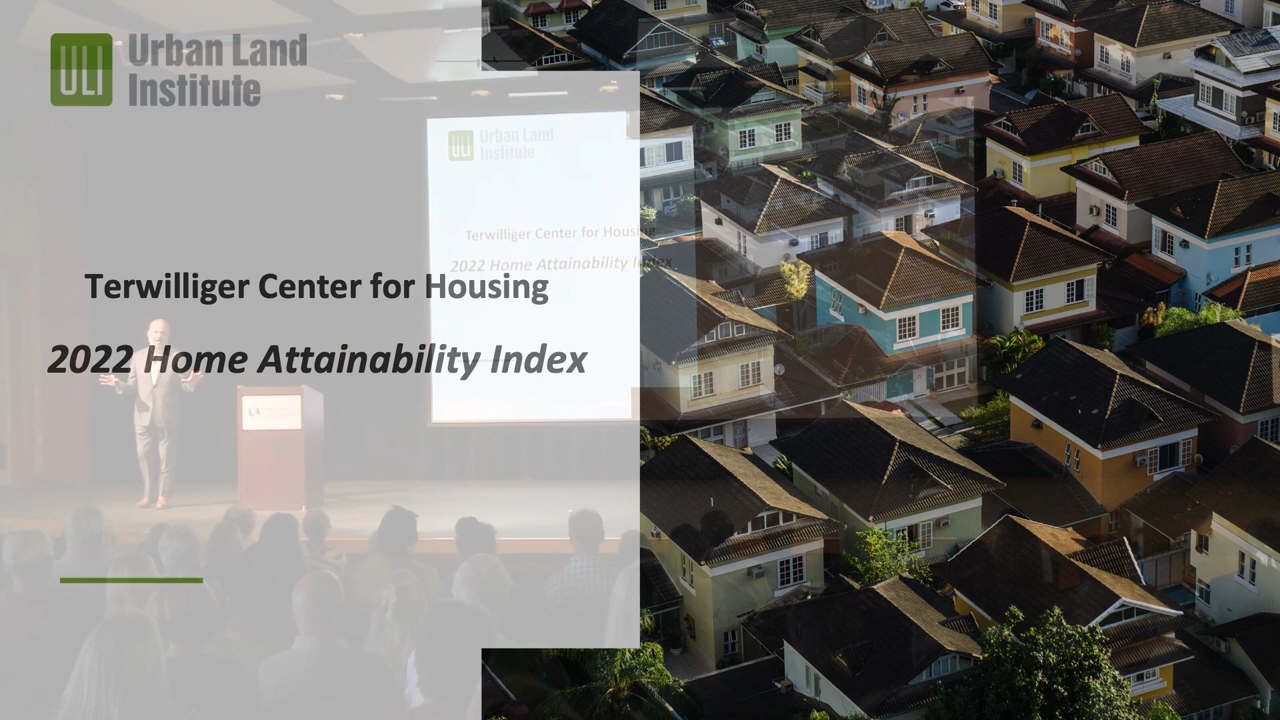 ULI Urban Land
Institute
ULI Urban Land
Institute
Terwilliger Center for Housing
2022 Home Attainability Index
Terwilliger Center for Housing
2022 Home Attainability Index